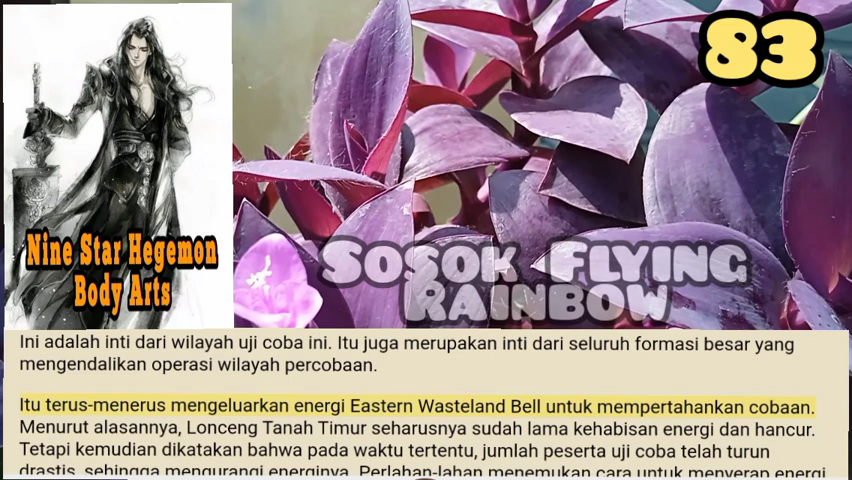 83
Nine Star Hegemon
Body Arts
Sosok Flying
Rainbow
Ini adalah inti dari wilayah uji coba ini. Itu juga merupakan inti dari seluruh formasi besar yang
mengendalikan operasi wilayah percobaan.
Itu terus-menerus mengeluarkan energi Eastern Wasteland Bell untuk mempertahankan cobaan.
Menurut alasannya, Lonceng Tanah Timur seharusnya sudah lama kehabisan energi dan hancur.
Tetapi kemudian dikatakan bahwa pada waktu tertentu, jumlah peserta uji coba telah turun
drastis, sehingga mengurangi energinya. Perlahan-lahan menemukan cara untuk menyerap energi